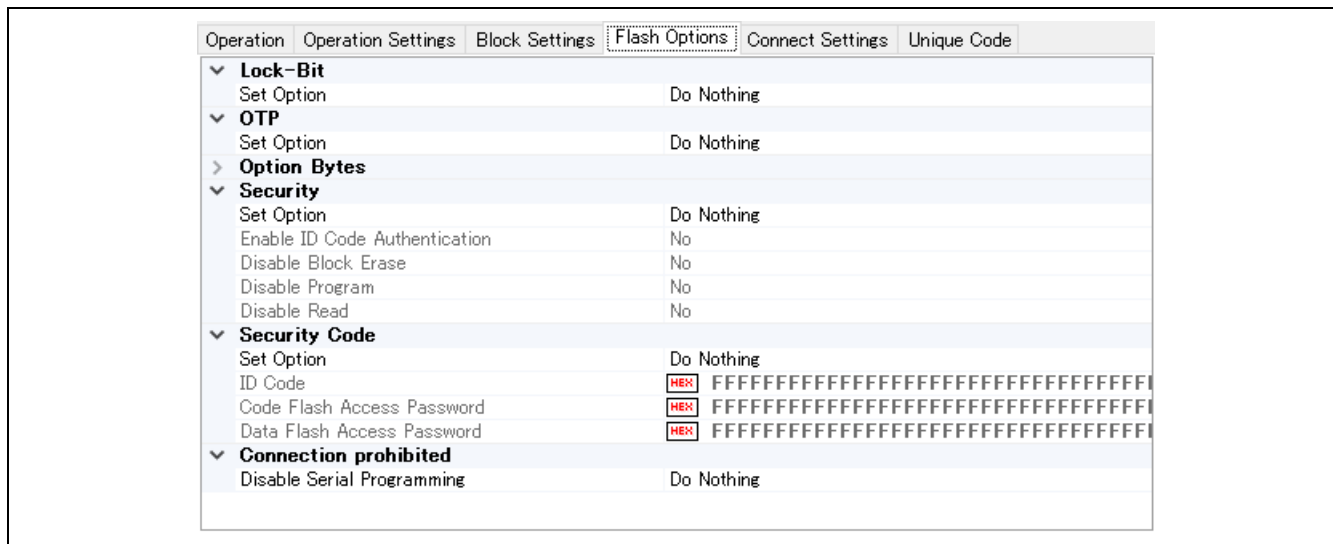 Operation Operation Settings Block Settings Flash Options Connect Settings Unique Code
Lock-Bit
Set Option Do Nothing
OTP
Set Option Do Nothing
Option Bytes
Security
Set Option Do Nothing
Enable ID Code Authentication No
Disable Block Erase No
Disable Program No
Disable Read No
Security Code
Set Option Do Nothing
ID Code HEX FFFFFFFFFFFFFFFFFFFFFFFFFFFFFFFF
Code Flash Access Password HEX FFFFFFFFFFFFFFFFFFFFFFFFFFFFFFFF
Data Flash Access Password HEX FFFFFFFFFFFFFFFFFFFFFFFFFFFFFFFF
Connection prohibited
Disable Serial Programming Do Nothing